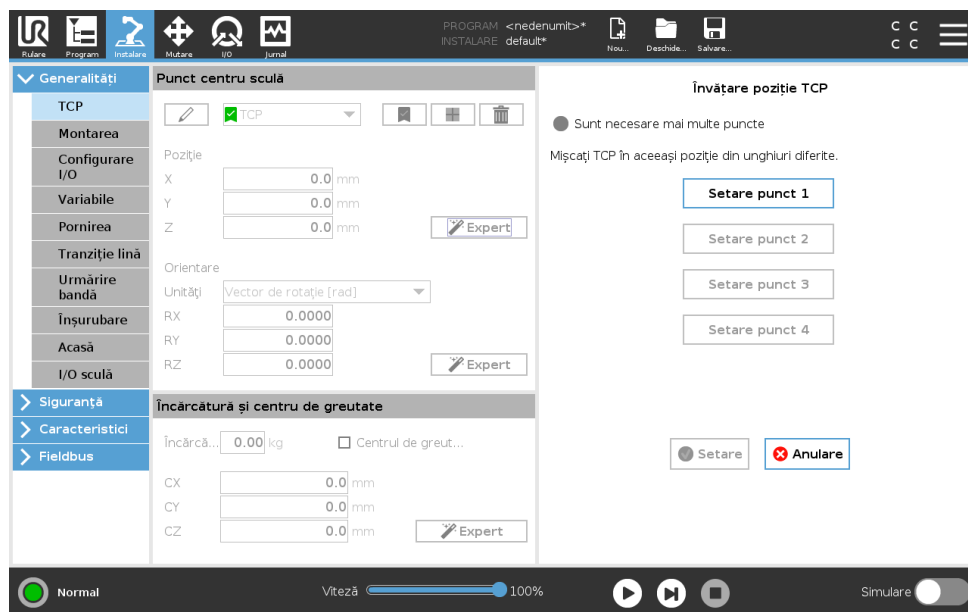 PROGRAM <nedenumit>*
INSTALARE default*
Rulare Program Instalare Mutare I/O Jurnal Nou... Deschide... Salvare...
C C
C C
Generalități
TCP
Montarea
Configurare I/O
Variabile
Pornirea
Tranziție lină
Urmărire bandă
Înșurubare
Acasă
I/O sculă
Siguranță
Caracteristici
Fieldbus
Punct centru sculă
TCP
Poziție
X 0.0 mm
Y 0.0 mm
Z 0.0 mm Expert
Orientare
Unități Vector de rotație [rad]
RX 0.0000
RY 0.0000
RZ 0.0000 Expert
Încărcătură și centru de greutate
Încărcă... 0.00 kg Centrul de greut...
CX 0.0 mm
CY 0.0 mm
CZ 0.0 mm Expert
Învățare poziție TCP
Sunt necesare mai multe puncte
Mișcați TCP în aceeași poziție din unghiuri diferite.
Setare punct 1
Setare punct 2
Setare punct 3
Setare punct 4
Setare Anulare
Normal Viteză 100% Simulare